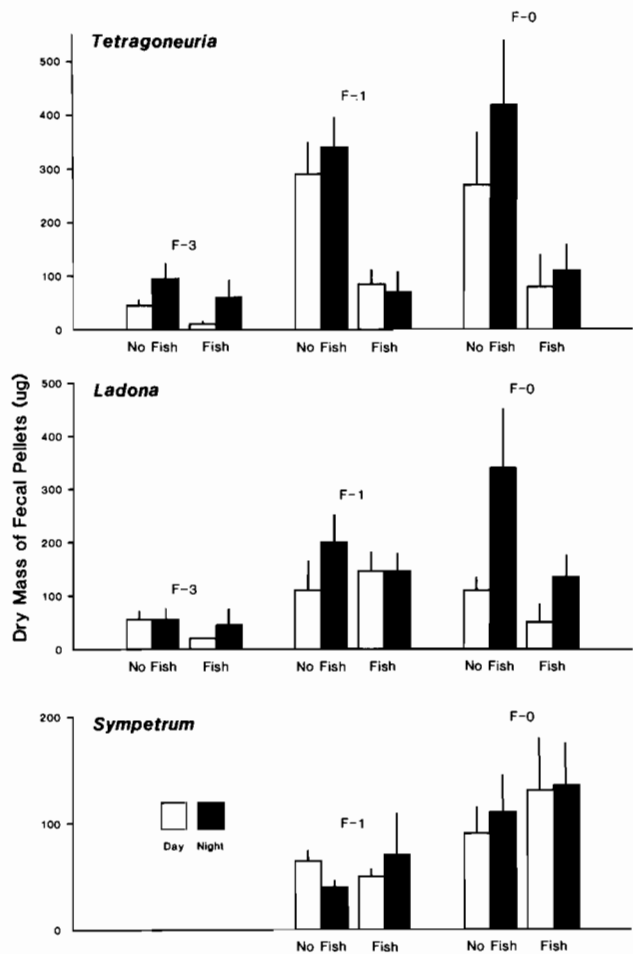 Tetragoneuria
F-0
500
F-1
400
300
F-3
200
100
0
No Fish Fish No Fish Fish No Fish Fish
Dry Mass of Fecal Pellets (ug)
500
Ladona
F-0
400
300
F-1
200
F-3
100
0
No Fish Fish No Fish Fish No Fish Fish
200
Sympetrum
F-0
100
F-1
Day Night
0
No Fish Fish No Fish Fish